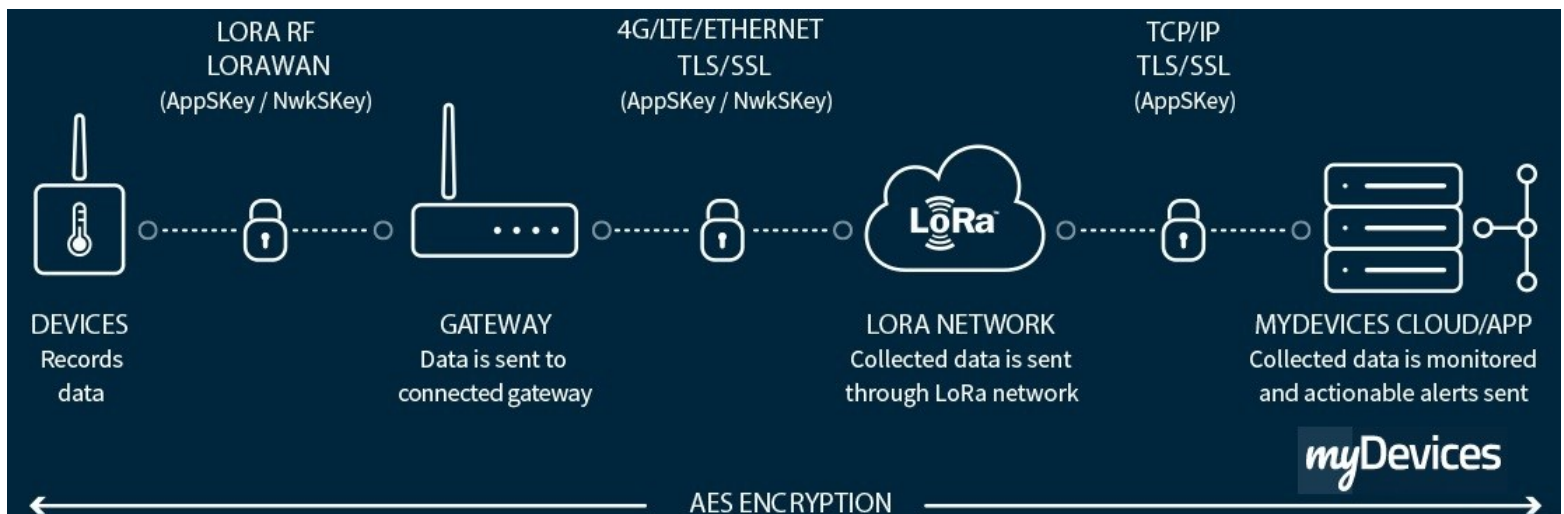 LORA RF
LORAWAN
(AppSKey / NwkSKey)
4G/LTE/ETHERNET
TLS/SSL
(AppSKey / NwkSKey)
TCP/IP
TLS/SSL
(AppSKey)
LoRa™
DEVICES
Records
data
GATEWAY
Data is sent to
connected gateway
LORA NETWORK
Collected data is sent
through LoRa network
MYDEVICES CLOUD/APP
Collected data is monitored
and actionable alerts sent
myDevices
AES ENCRYPTION